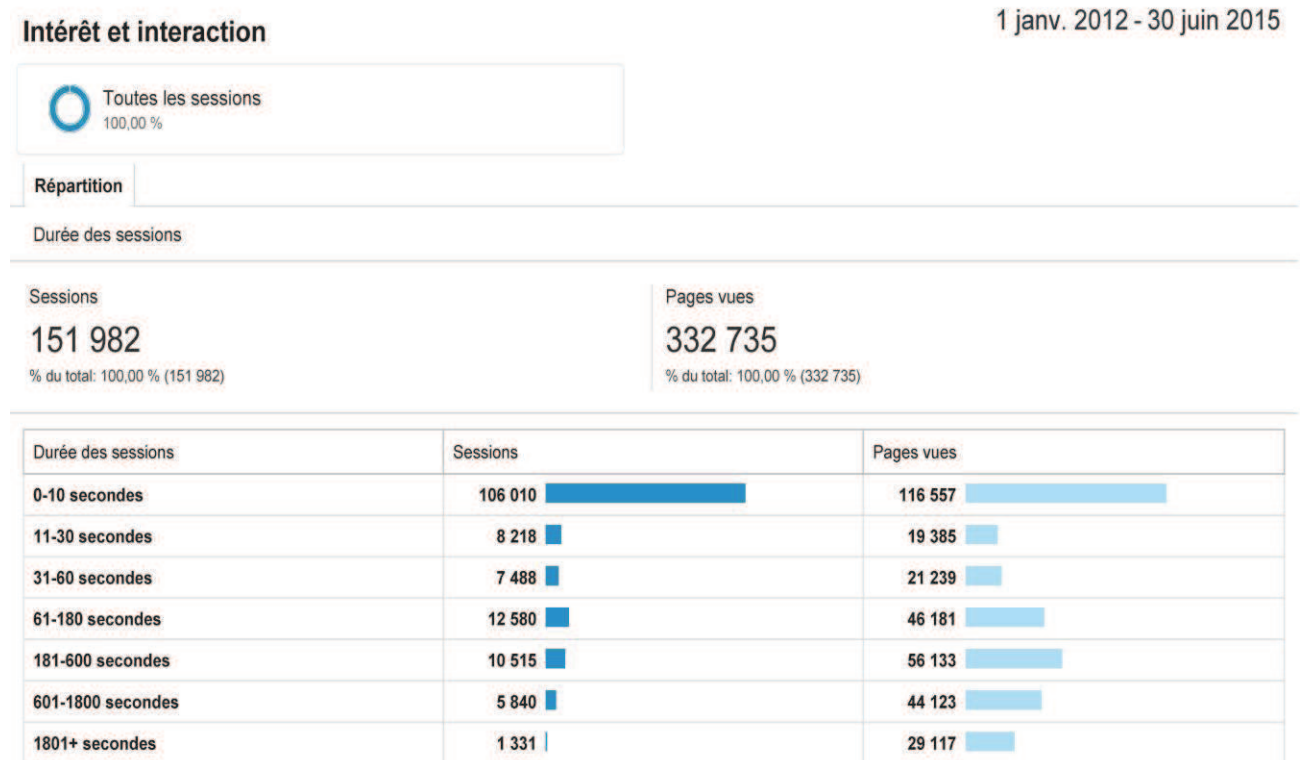 Intérêt et interaction
1 janv. 2012 - 30 juin 2015
Toutes les sessions
100,00 %
Répartition
Durée des sessions
Sessions
151 982
% du total: 100,00 % (151 982)
Pages vues
332 735
% du total: 100,00 % (332 735)
Durée des sessions Sessions Pages vues
0-10 secondes 106 010 116 557
11-30 secondes 8 218 19 385
31-60 secondes 7 488 21 239
61-180 secondes 12 580 46 181
181-600 secondes 10 515 56 133
601-1800 secondes 5 840 44 123
1801+ secondes 1 331 29 117